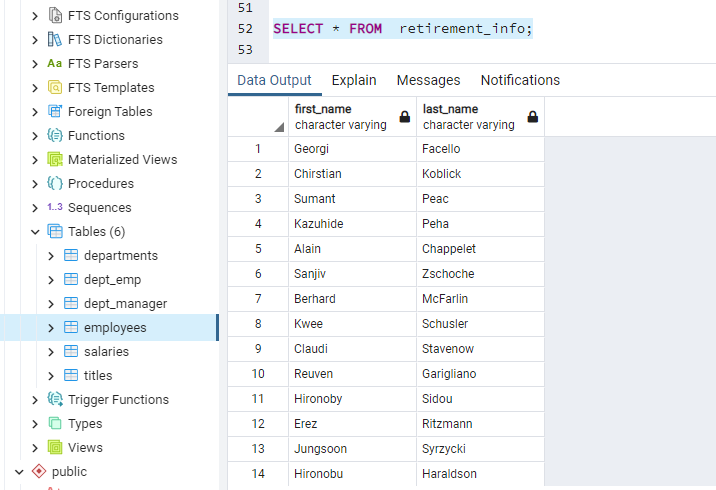 FTS Configurations
FTS Dictionaries
Aa FTS Parsers
FTS Templates
Foreign Tables
Functions
Materialized Views
Procedures
1..3 Sequences
Tables (6)
departments
dept_emp
dept_manager
employees
salaries
titles
Trigger Functions
Types
Views
public
51
52 SELECT * FROM retirement_info;
53
Data Output Explain Messages Notifications
first_name last_name
character varying character varying
1 Georgi Facello
2 Chirstian Koblick
3 Sumant Peac
4 Kazuhide Peha
5 Alain Chappelet
6 Sanjiv Zschoche
7 Berhard McFarlin
8 Kwee Schusler
9 Claudi Stavenow
10 Reuven Garigliano
11 Hironoby Sidou
12 Erez Ritzmann
13 Jungsoon Syrzycki
14 Hironobu Haraldson